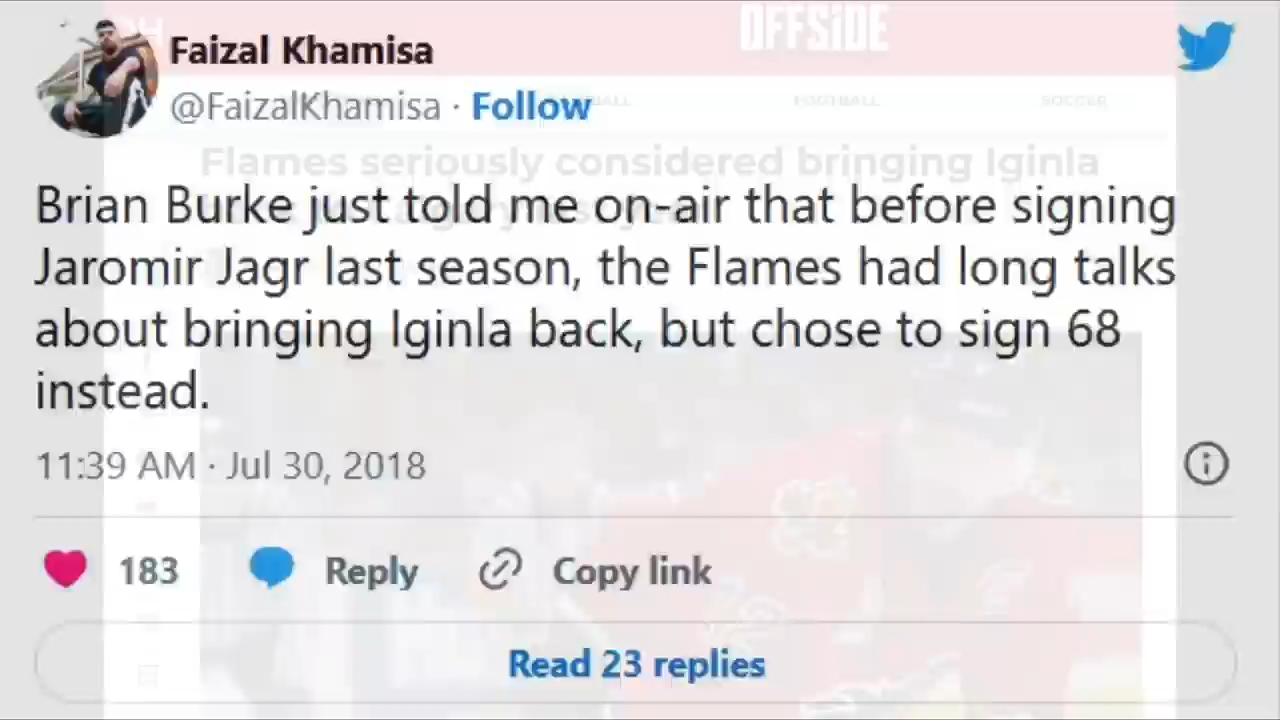 OFFSIDE
Faizal Khamisa
@FaizalKhamisa · Follow
FOOTBALL
SOCCER
Flames seriously considered bringing Iginla
Brian Burke just told me on-air that before signing
Jaromir Jagr last season, the Flames had long talks
about bringing Iginla back, but chose to sign 68
instead.
11:39 AM · Jul 30, 2018
183
Reply
Copy link
Read 23 replies